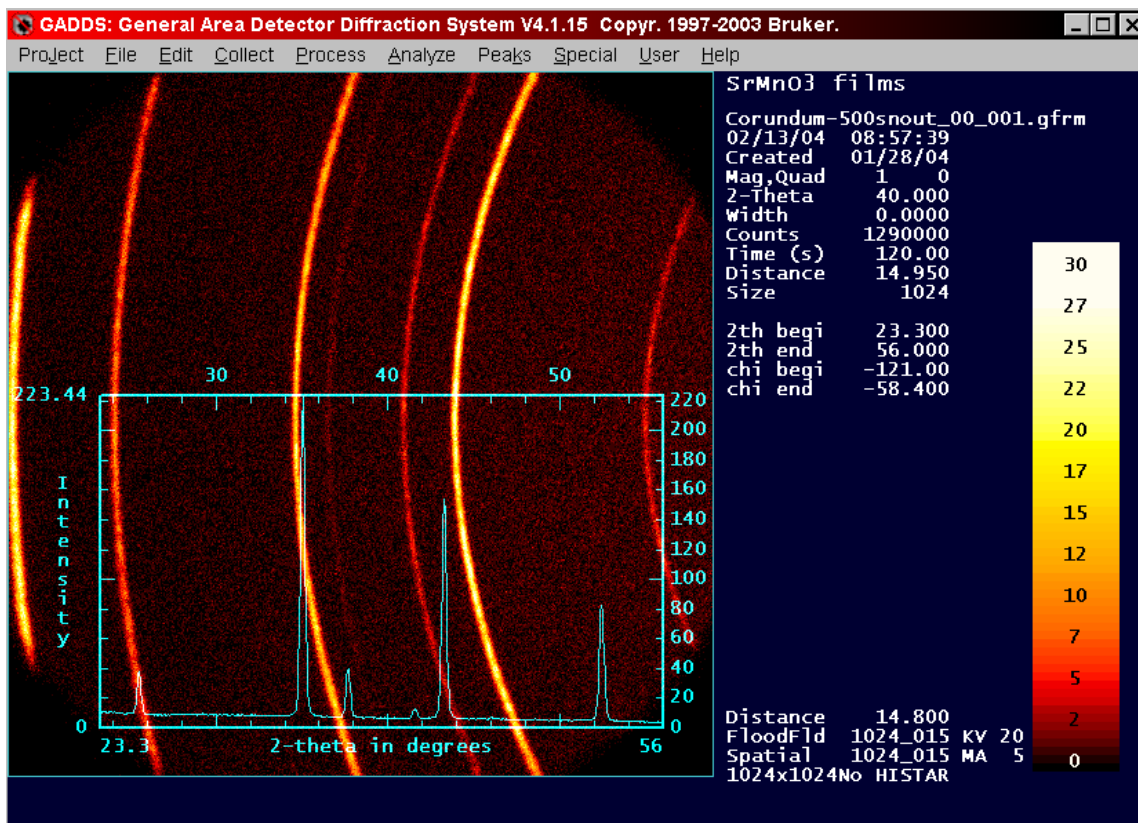 GADDS: General Area Detector Diffraction System V4.1.15 Copyr. 1997-2003 Bruker.
Project File Edit Collect Process Analyze Peaks Special User Help
SrMnO3 films
Corundum-500snout_00_001.gfrm
02/13/04 08:57:39
Created 01/28/04
Mag,Quad 1 0
2-Theta 40.000
Width 0.0000
Counts 1290000
Time (s) 120.00
Distance 14.950
Size 1024
2th begi 23.300
2th end 56.000
chi begi -121.00
chi end -58.400
30 40 50
223.44
Intensity
0
220
200
180
160
140
120
100
80
60
40
20
0
23.3 2-theta in degrees 56
30
27
25
22
20
17
15
12
10
7
5
2
0
Distance 14.800
FloodFld 1024_015 KV 20
Spatial 1024_015 MA 5
1024x1024No HISTAR